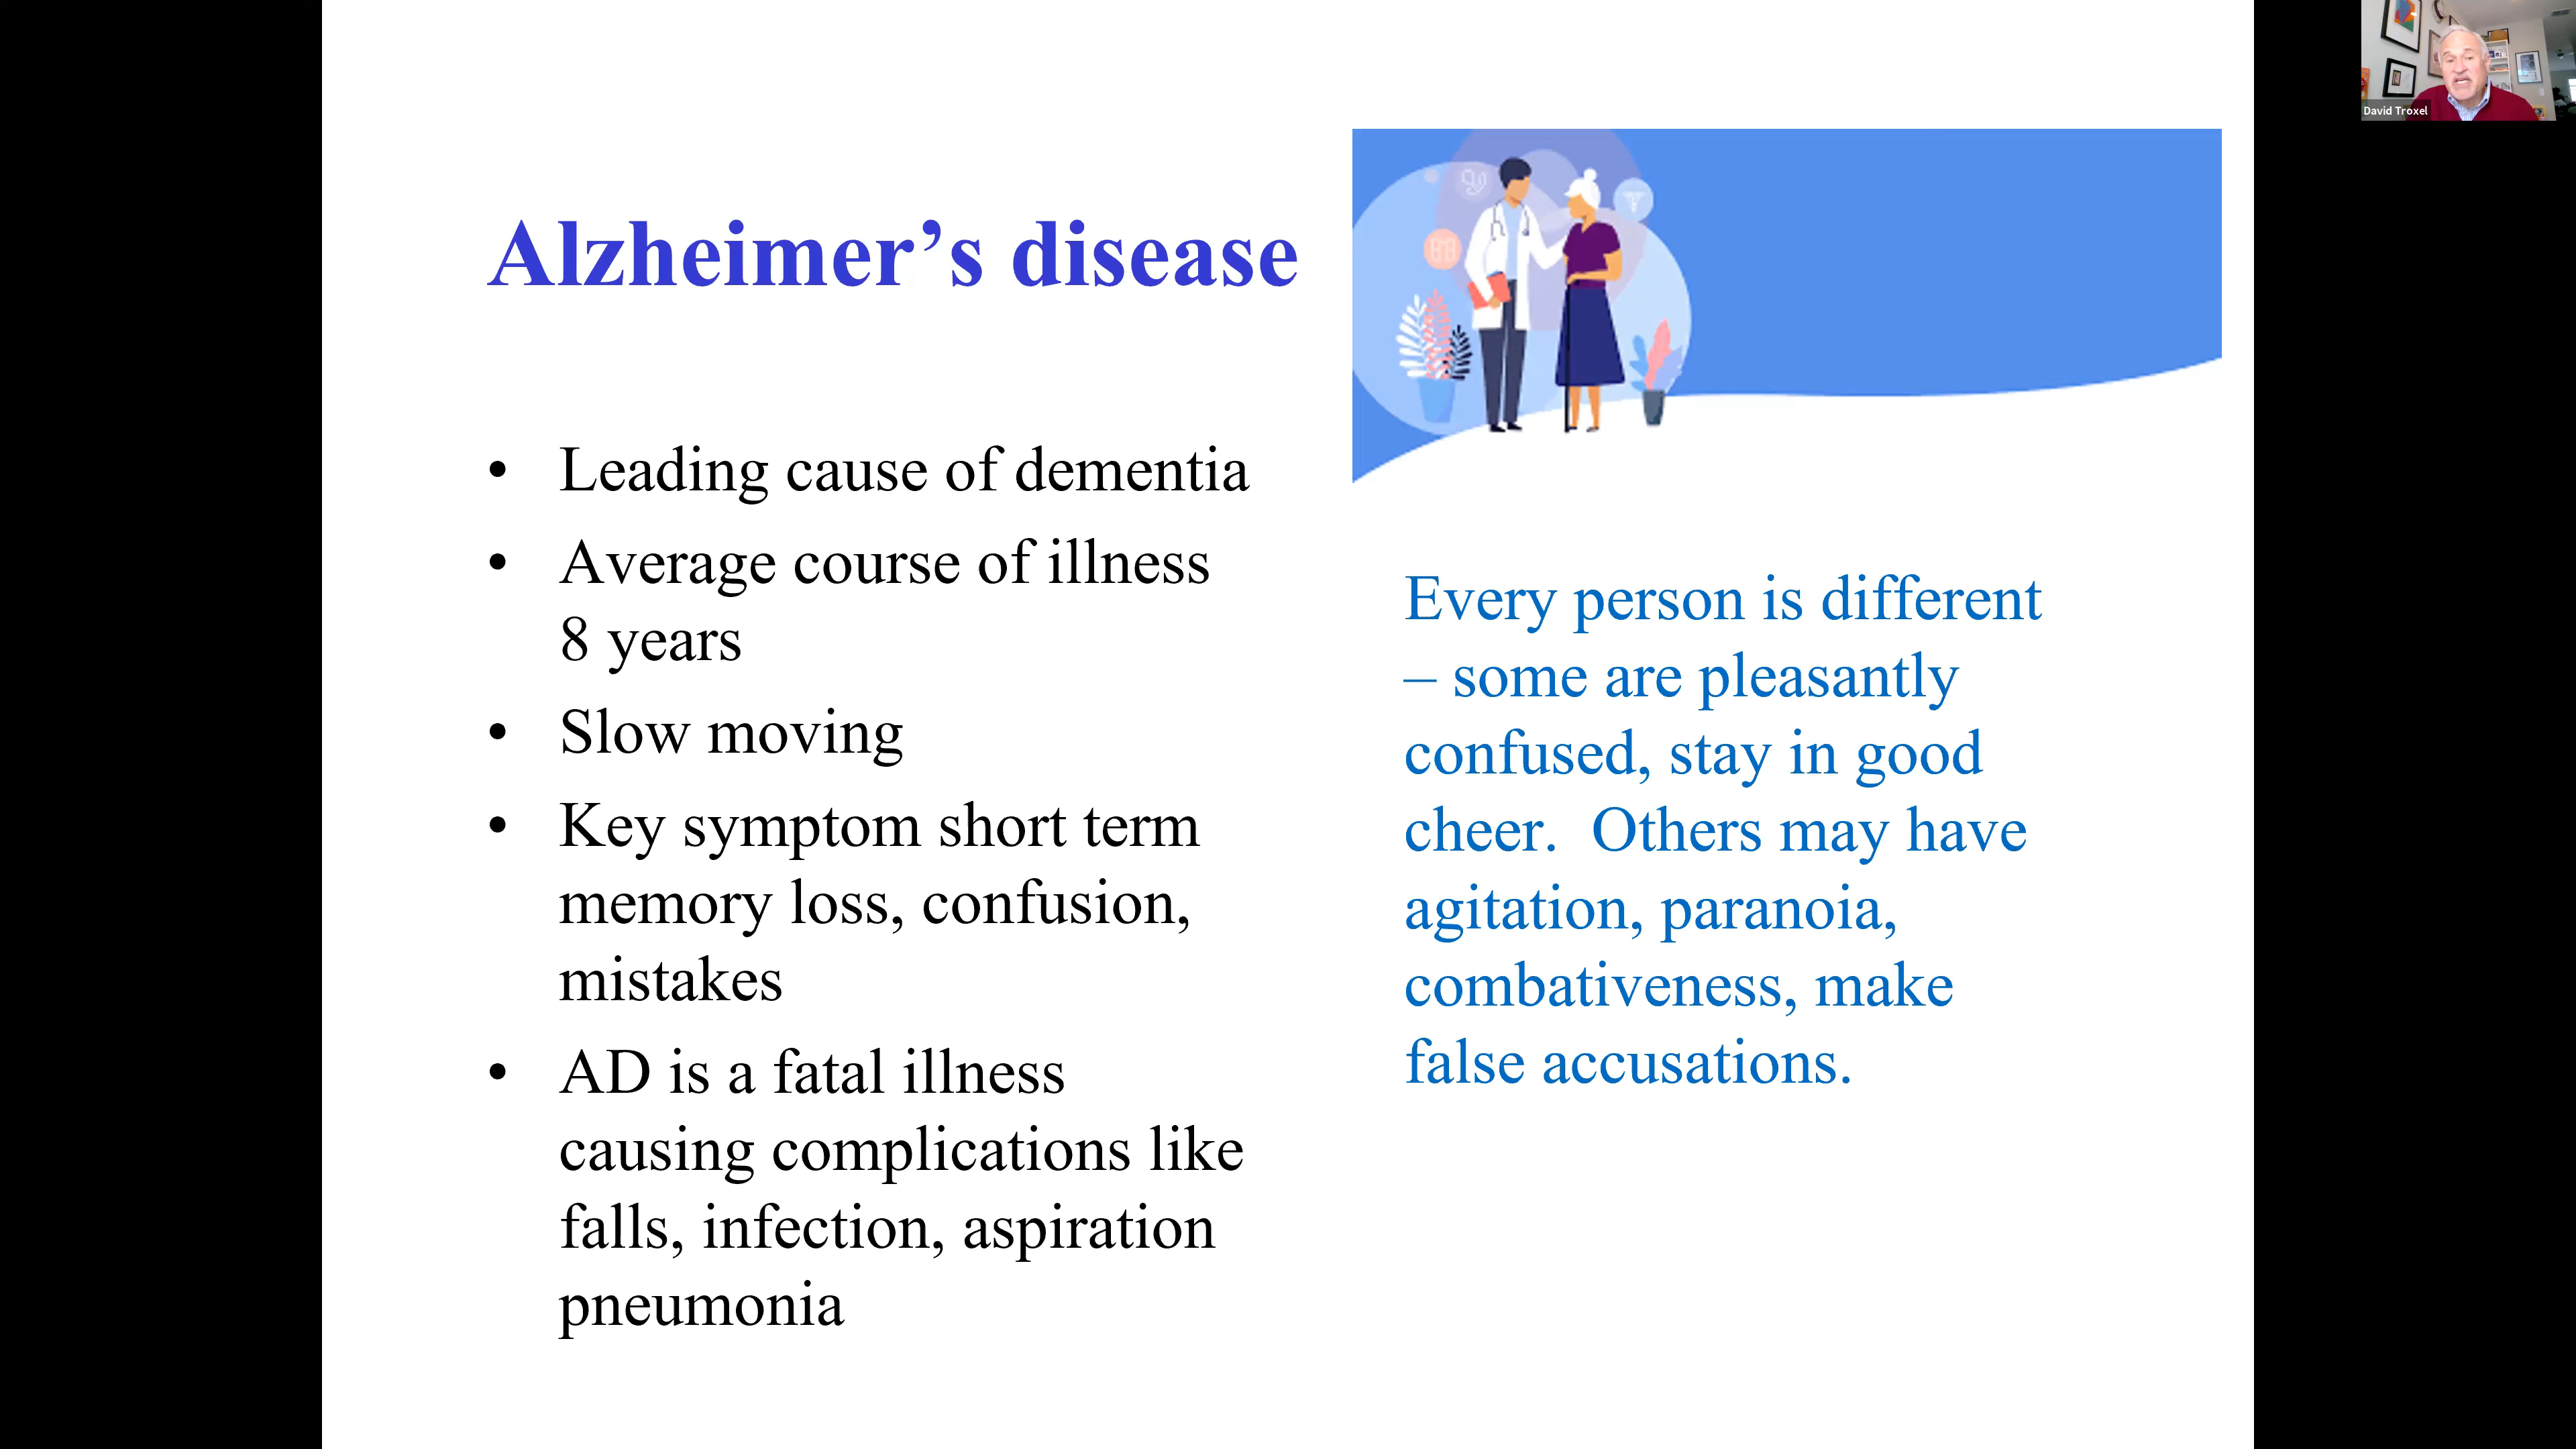 Alzheimer’s disease
• Leading cause of dementia
• Average course of illness
8 years
• Slow moving
• Key symptom short term
memory loss, confusion,
mistakes
• AD is a fatal illness
causing complications like
falls, infection, aspiration
pneumonia
Every person is different
– some are pleasantly
confused, stay in good
cheer.  Others may have
agitation, paranoia,
combativeness, make
false accusations.
David Troxel